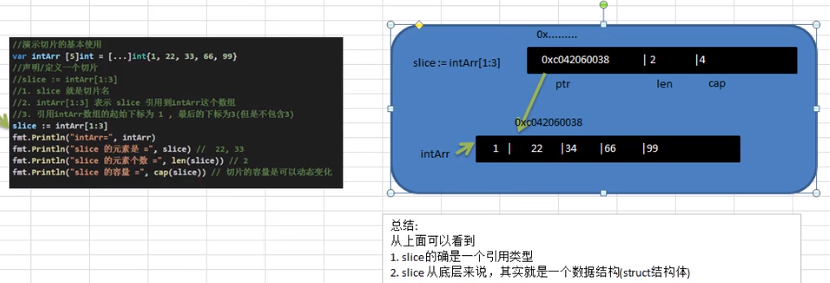 //演示切片的基本使用
var intArr [5]int = [...]int{1, 22, 33, 66, 99}
//声明/定义一个切片
//slice := intArr[1:3]
//1. slice 就是切片名
//2. intArr[1:3] 表示 slice 引用到intArr这个数组
//3. 引用intArr数组的起始下标为 1 , 最后的下标为3(但是不包含3)
slice := intArr[1:3]
fmt.Println("intArr=", intArr)
fmt.Println("slice 的元素是 =", slice) // 22, 33
fmt.Println("slice 的元素个数 =", len(slice)) // 2
fmt.Println("slice 的容量 =", cap(slice)) // 切片的容量是可以动态变化
0x.........
slice := intArr[1:3]
0xc042060038 |2 |4
ptr len cap
0xc042060038
intArr
1 | 22 |34 |66 |99
总结:
从上面可以看到
1. slice的确是一个引用类型
2. slice 从底层来说，其实就是一个数据结构(struct结构体)